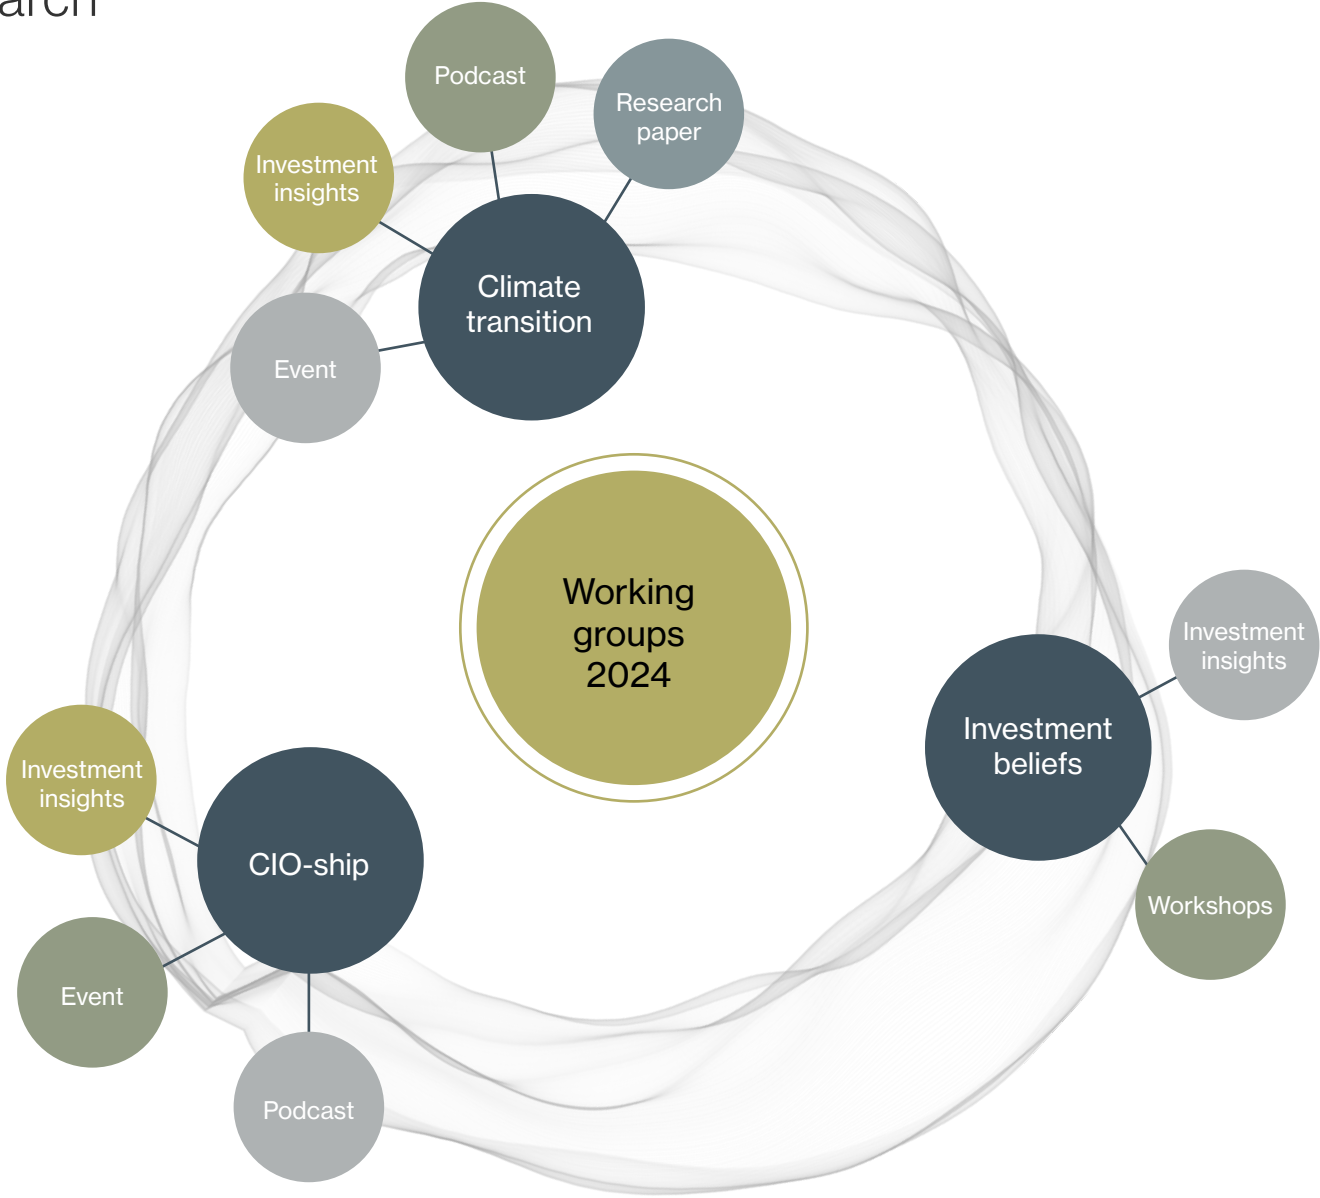 Podcast
Research
paper
Investment
insights
Climate
transition
Event
Working
groups
2024
Investment
insights
Investment
beliefs
Workshops
Investment
insights
CIO-ship
Event
Podcast